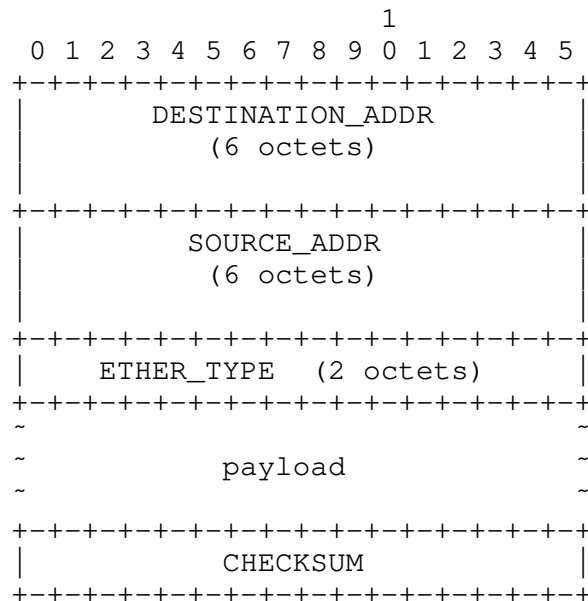 1
0 1 2 3 4 5 6 7 8 9 0 1 2 3 4 5
+-+-+-+-+-+-+-+-+-+-+-+-+-+-+-+-+
| DESTINATION_ADDR |
| (6 octets) |
| |
+-+-+-+-+-+-+-+-+-+-+-+-+-+-+-+-+
| SOURCE_ADDR |
| (6 octets) |
| |
+-+-+-+-+-+-+-+-+-+-+-+-+-+-+-+-+
| ETHER_TYPE (2 octets) |
+-+-+-+-+-+-+-+-+-+-+-+-+-+-+-+-+
~ ~
~ payload ~
~ ~
+-+-+-+-+-+-+-+-+-+-+-+-+-+-+-+-+
| CHECKSUM |
+-+-+-+-+-+-+-+-+-+-+-+-+-+-+-+-+